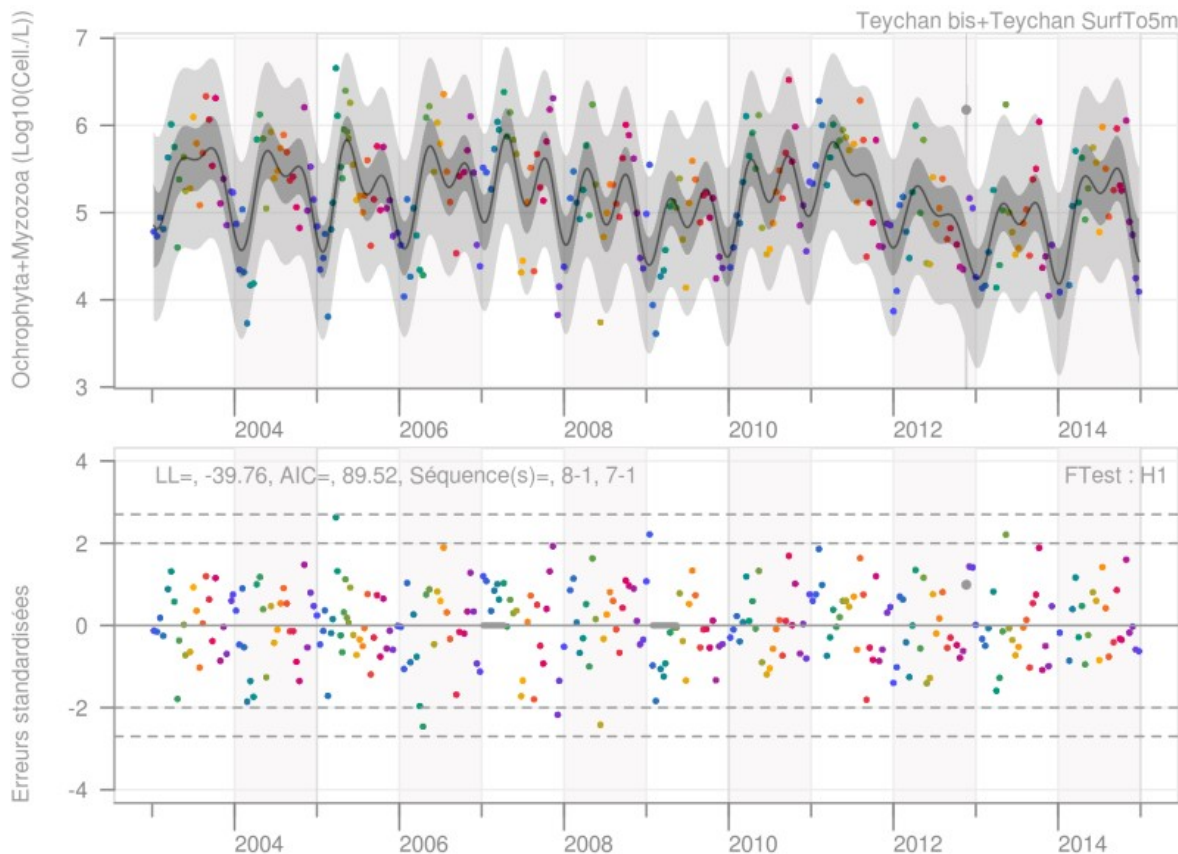 Teychan bis+Teychan SurfTo5m
Ochrophyta+Myzozoa (Log10(Cell./L))
7
6
5
4
3
2004 2006 2008 2010 2012 2014
LL=, -39.76, AIC=, 89.52, Séquence(s)=, 8-1, 7-1
FTest : H1
Erreurs standardisées
4
2
0
-2
-4
2004 2006 2008 2010 2012 2014